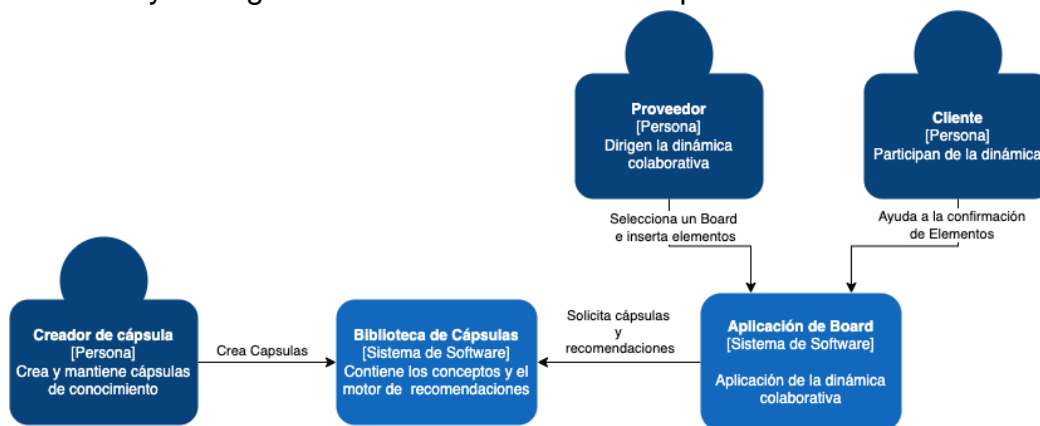 Proveedor
[Persona]
Dirigen la dinámica
colaborativa
Cliente
[Persona]
Participan de la dinámica
Selecciona un Board
e inserta elementos
Ayuda a la confirmación
de Elementos
Creador de cápsula
[Persona]
Crea y mantiene cápsulas
de conocimiento
Crea Capsulas
Biblioteca de Cápsulas
[Sistema de Software]
Contiene los conceptos y el
motor de recomendaciones
Solicita cápsulas
y
recomendaciones
Aplicación de Board
[Sistema de Software]
Aplicación de la dinámica
colaborativa